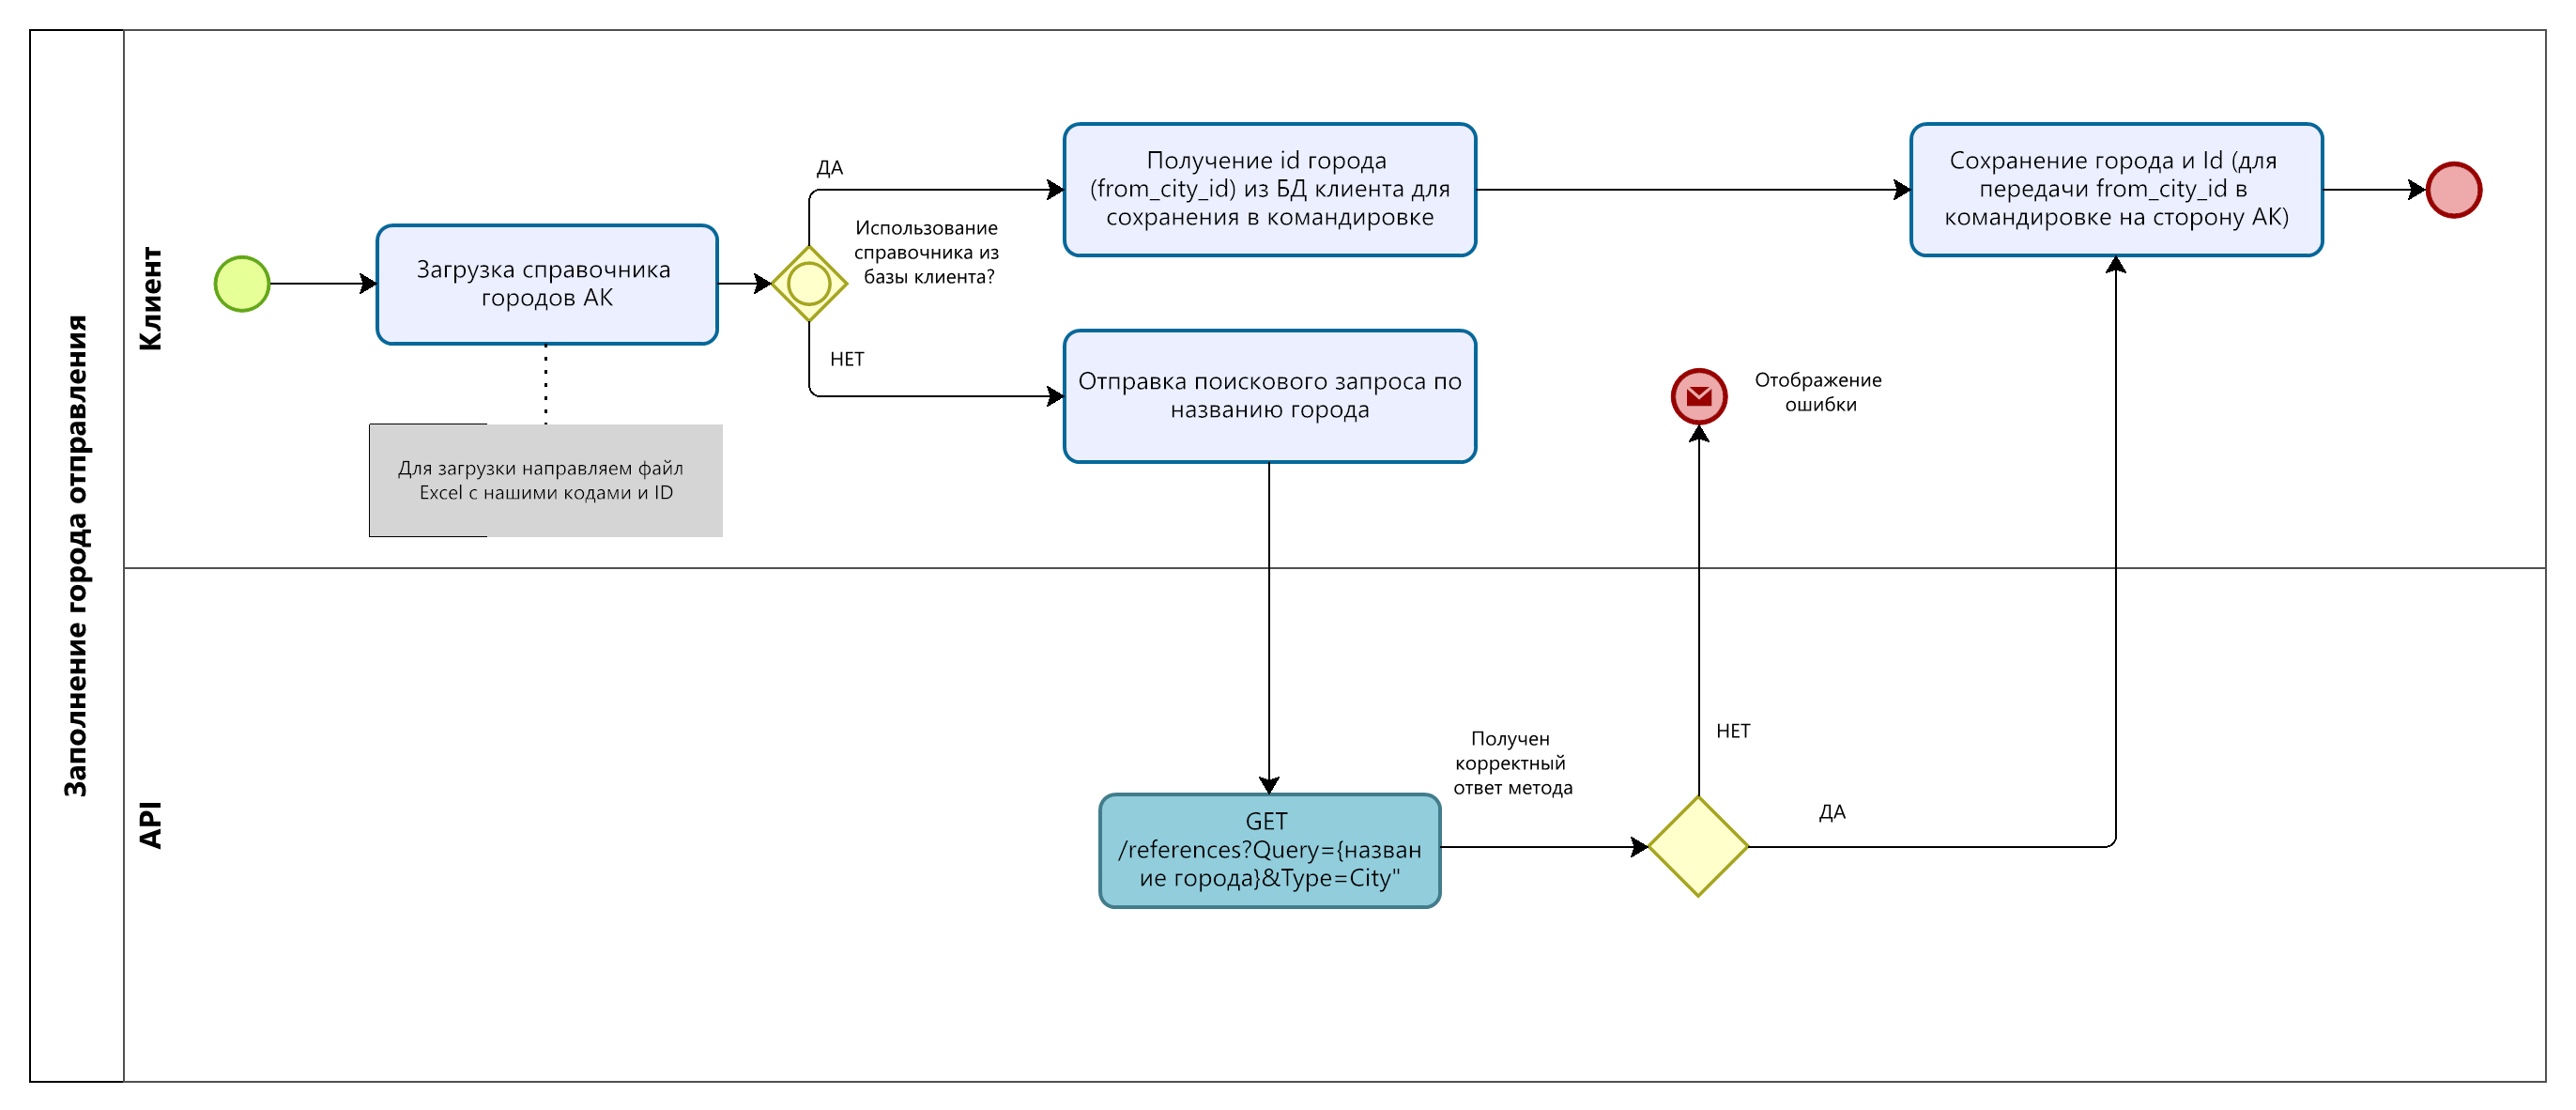 Заполнение города отправления
Клиент
Загрузка справочника
городов АК
Для загрузки направляем файл
Excel с нашими кодами и ID
ДА
Использование
справочника из
базы клиента?
НЕТ
Получение id города
(from_city_id) из БД клиента для
сохранения в командировке
Отправка поискового запроса по
названию города
Отображение
ошибки
Сохранение города и Id (для
передачи from_city_id в
командировке на сторону АК)
API
GET
/references?Query={назван
ие города}&Type=City"
Получен
корректный
ответ метода
НЕТ
ДА